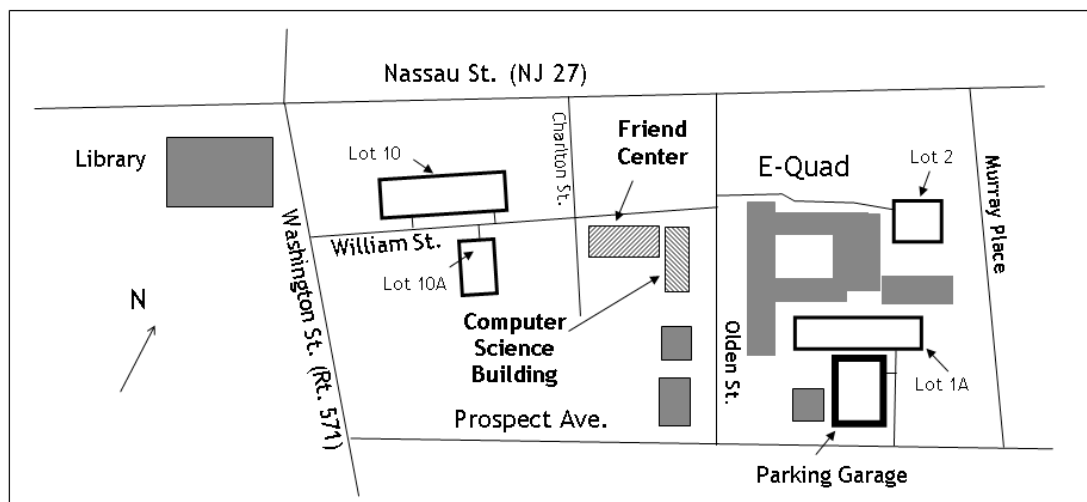 Nassau St. (NJ 27)
Library
Lot 10
Charlton St.
Friend
Center
E-Quad
Lot 2
Murray Place
Washington St. (Rt. 571)
William St.
Lot 10A
N
Computer
Science
Building
Olden St.
Lot 1A
Prospect Ave.
Parking Garage